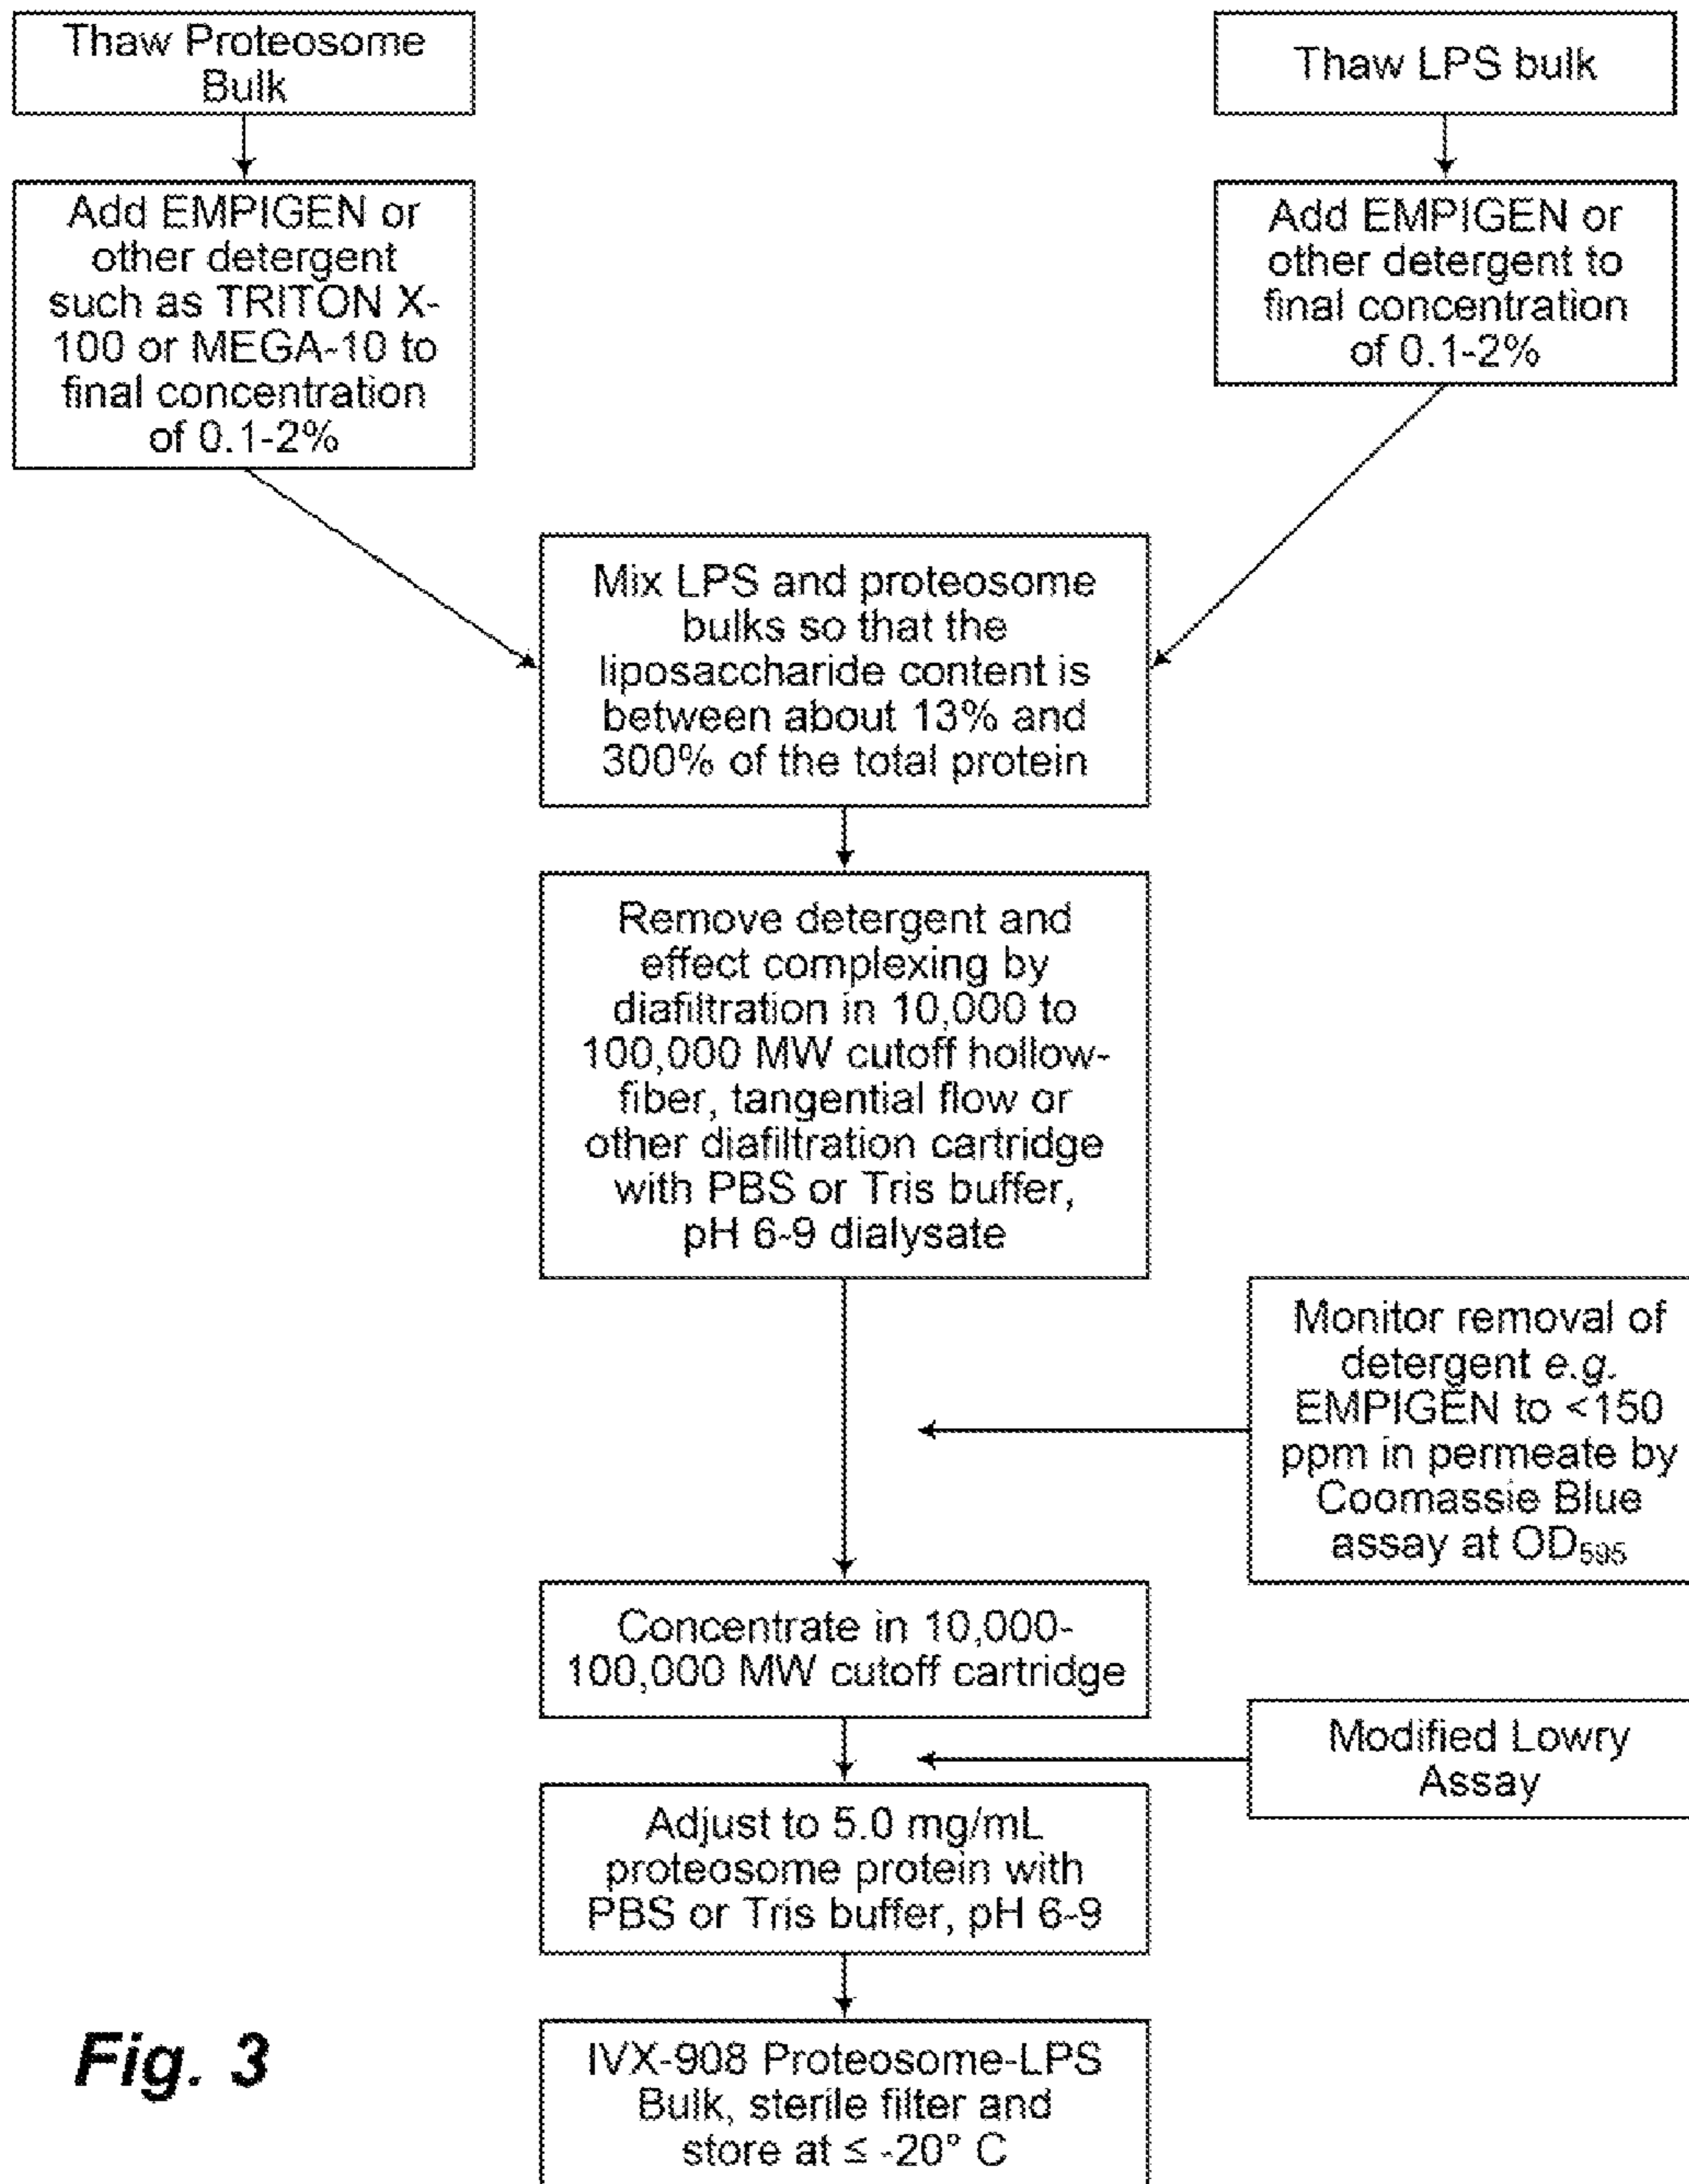 Thaw Proteosome
Bulk
Thaw LPS bulk
Add EMPIGEN or
other detergent
such as TRITON X-
100 or MEGA-10 to
final concentration
of 0.1-2%
Add EMPIGEN or
other detergent to
final concentration
of 0.1-2%
Mix LPS and proteosome
bulks so that the
liposaccharide content is
between about 13% and
300% of the total protein
Remove detergent and
effect complexing by
diafiltration in 10,000 to
100,000 MW cutoff hollow-
fiber, tangential flow or
other diafiltration cartridge
with PBS or Tris buffer,
pH 6-9 dialysate
Monitor removal of
detergent e.g.
EMPIGEN to <150
ppm in permeate by
Coomassie Blue
assay at OD₅₉₅
Concentrate in 10,000-
100,000 MW cutoff cartridge
Modified Lowry
Assay
Adjust to 5.0 mg/mL
proteosome protein with
PBS or Tris buffer, pH 6-9
IVX-908 Proteosome-LPS
Bulk, sterile filter and
store at ≤ -20° C
Fig. 3